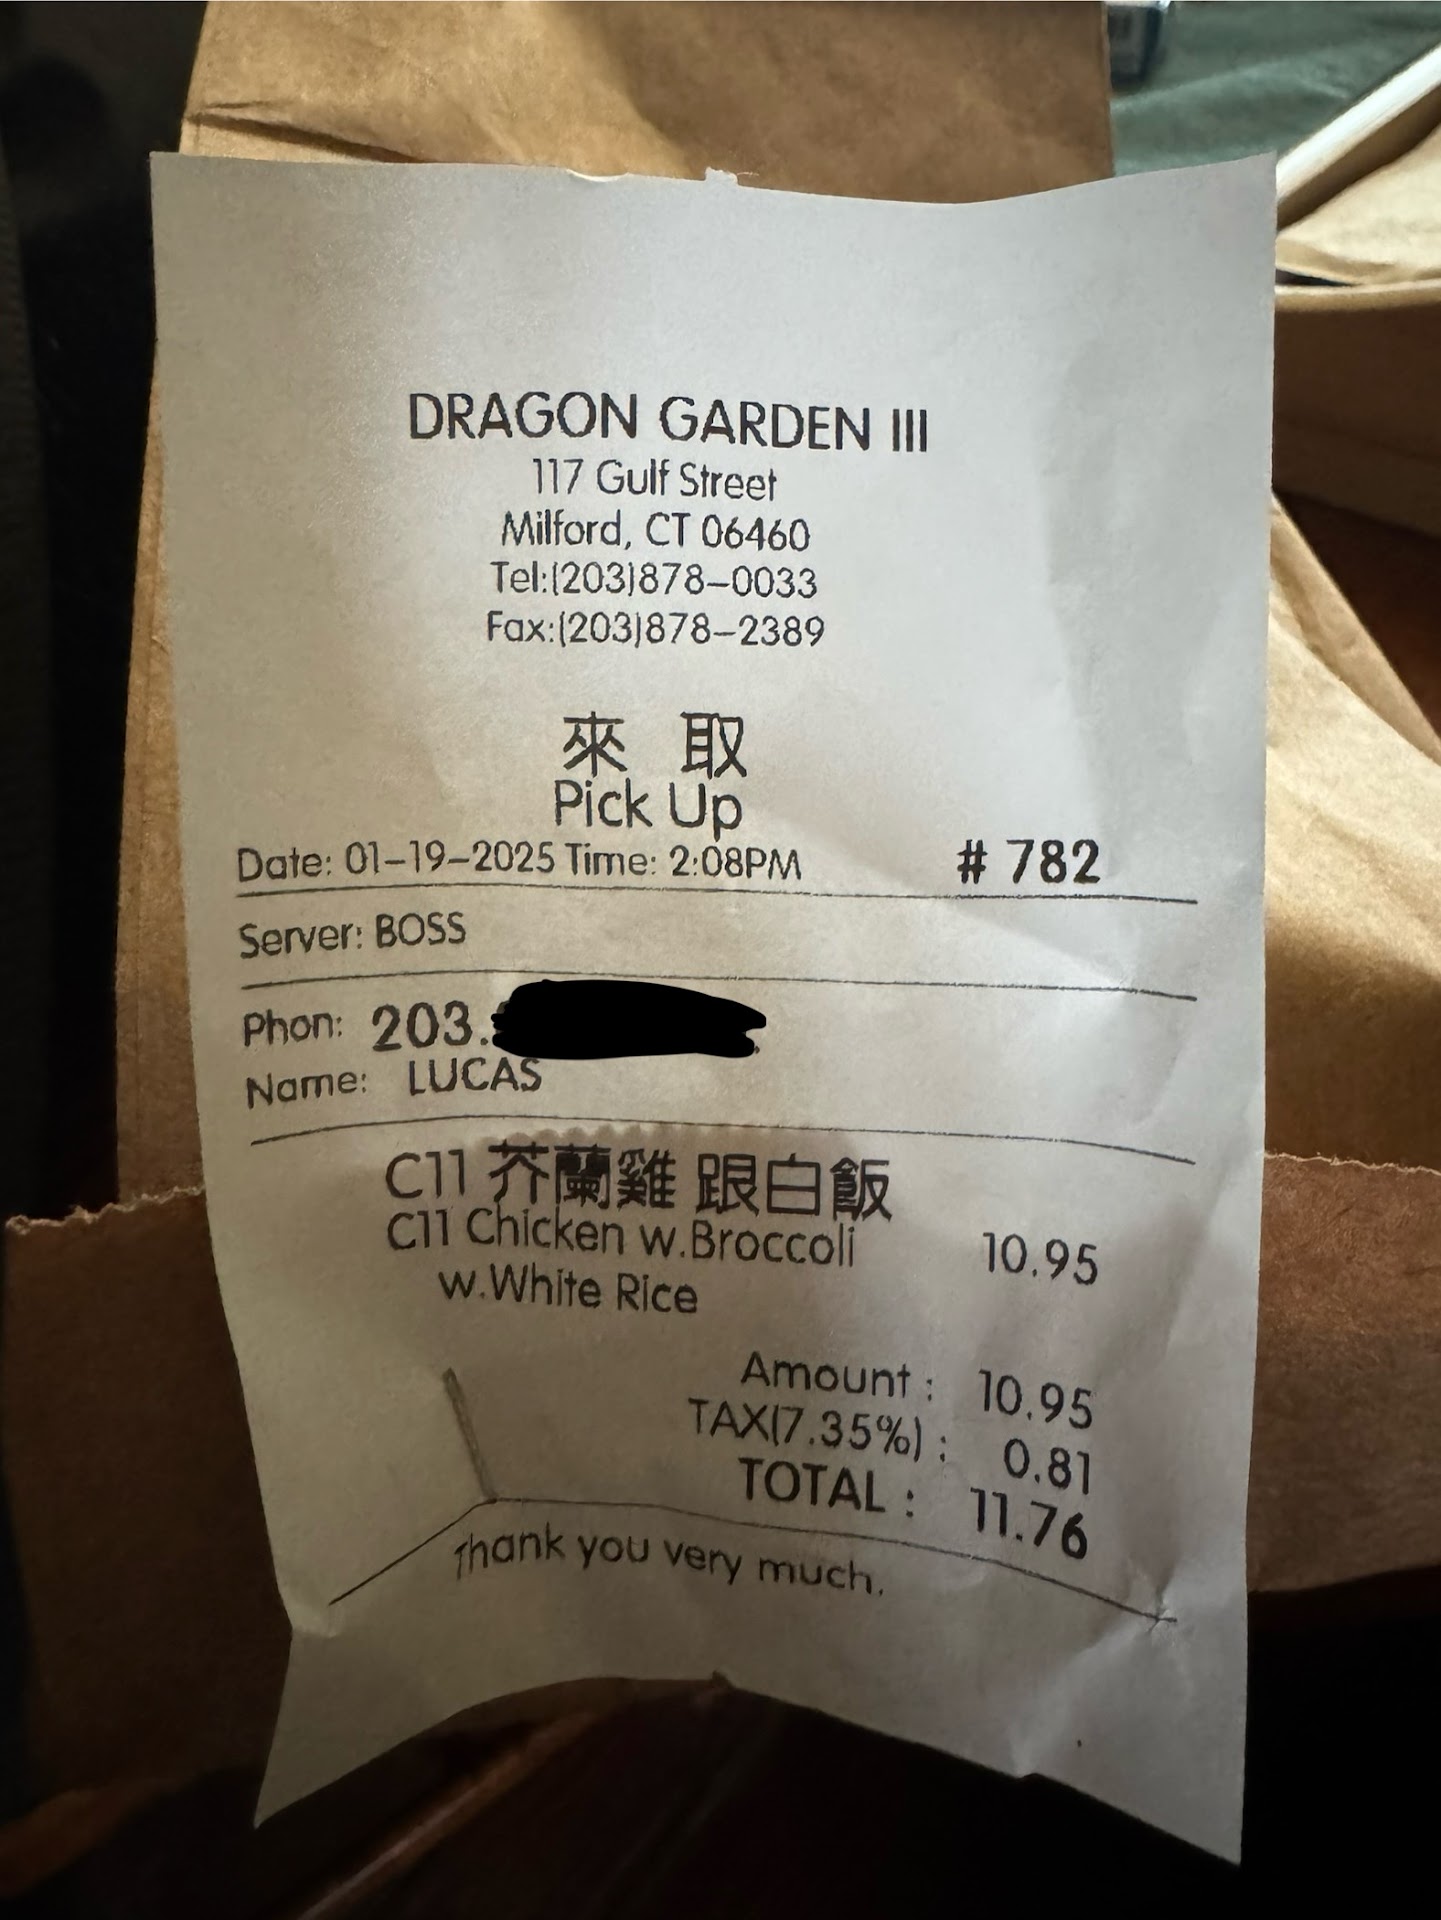 DRAGON GARDEN III
117 Gulf Street
Milford, CT 06460
Tel:(203)878-0033
Fax:(203)878-2389
來 取
Pick Up
Date: 01-19-2025 Time: 2:08PM # 782
Server: BOSS
Phon: 203.
Name: LUCAS
C11 芥蘭雞 跟白飯
C11 Chicken w.Broccoli 10.95
w.White Rice
Amount : 10.95
TAX(7.35%) : 0.81
TOTAL : 11.76
Thank you very much.